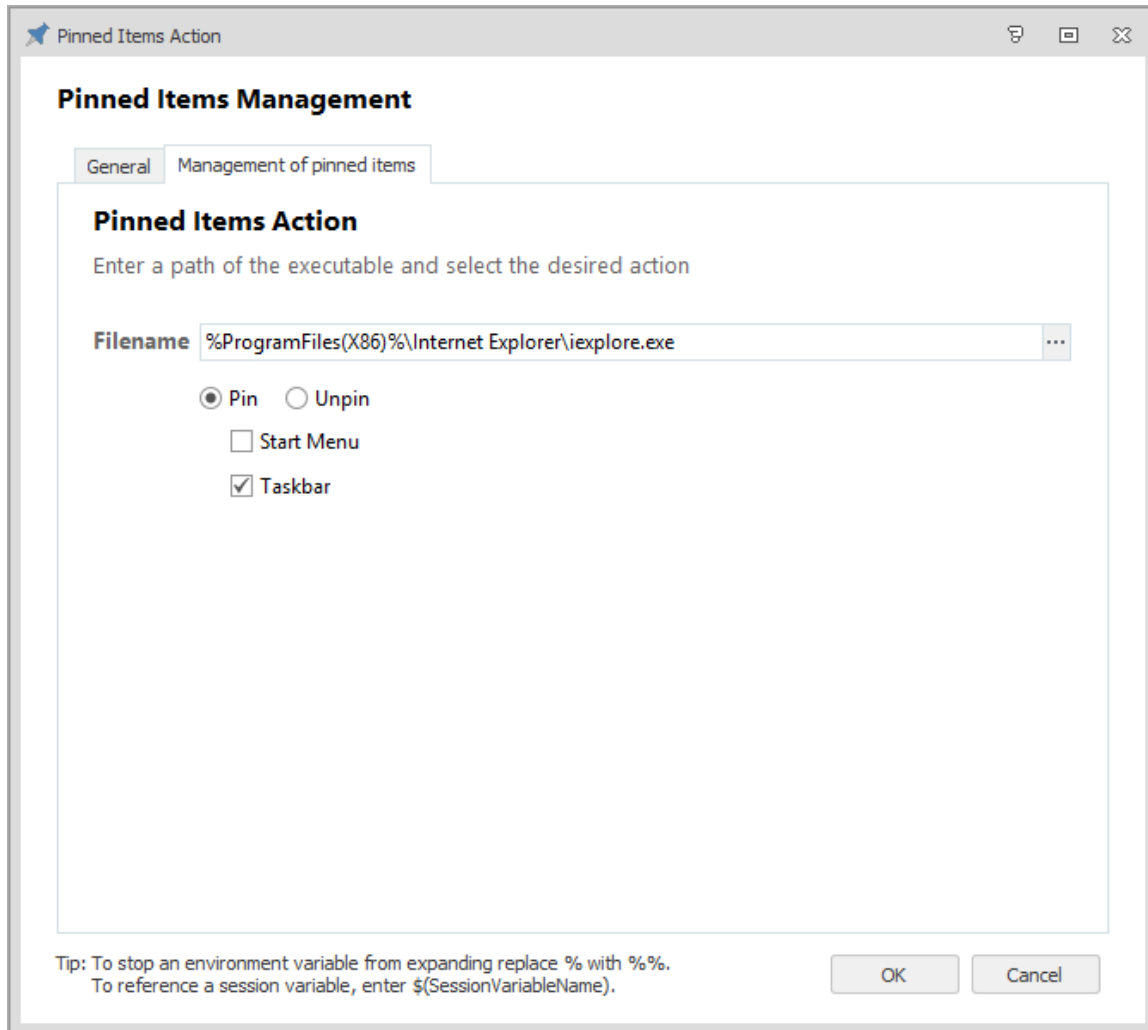 Pinned Items Action
Pinned Items Management
General Management of pinned items
Pinned Items Action
Enter a path of the executable and select the desired action
Filename %ProgramFiles(X86)%\Internet Explorer\iexplore.exe ...
Pin Unpin
Start Menu
Taskbar
Tip: To stop an environment variable from expanding replace % with %%.
To reference a session variable, enter $(SessionVariableName).
OK Cancel